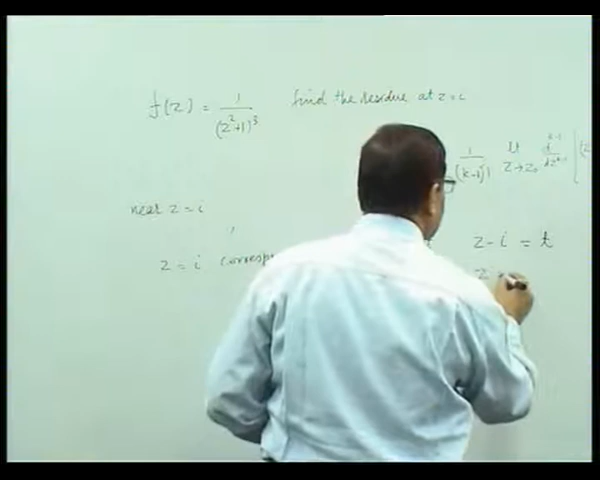 f(z) = 1/(z²+1)³ find the residue at z = i
1/(k-1)! lt z→z₀ d^(k-1)/dz^(k-1) [(z
near z = i
z - i = t
z = i corresp
z